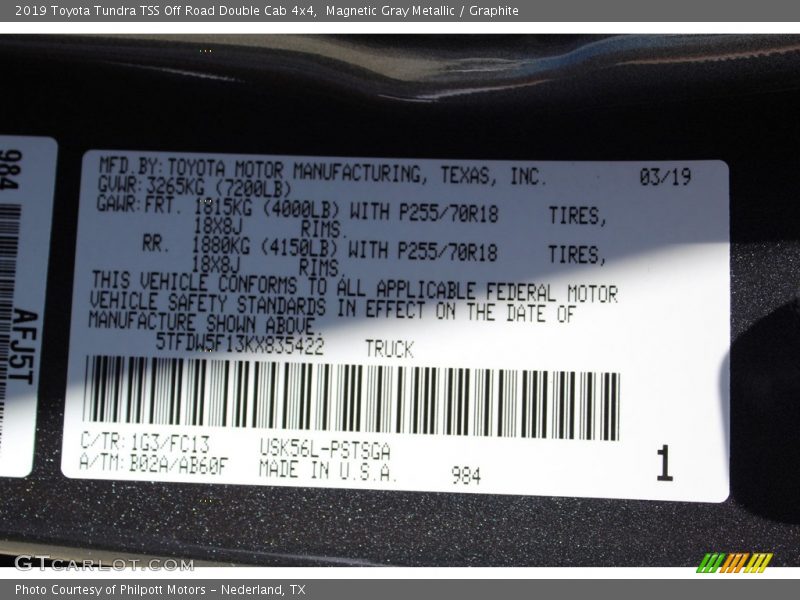 2019 Toyota Tundra TSS Off Road Double Cab 4x4,  Magnetic Gray Metallic / Graphite
984
AFJ5T
MFD.BY: TOYOTA MOTOR MANUFACTURING, TEXAS, INC. 03/19
GVWR: 3265KG (7200LB)
GAWR: FRT. 1815KG (4000LB) WITH P255/70R18 TIRES,
18X8J RIMS.
RR. 1880KG (4150LB) WITH P255/70R18 TIRES,
18X8J RIMS.
THIS VEHICLE CONFORMS TO ALL APPLICABLE FEDERAL MOTOR
VEHICLE SAFETY STANDARDS IN EFFECT ON THE DATE OF
MANUFACTURE SHOWN ABOVE.
5TFDW5F13KX835422 TRUCK
C/TR: 1G3/FC13 USK56L-PSTSGA
A/TM: B02A/AB60F MADE IN U.S.A. 984 1
GTCARLOT.COM
Photo Courtesy of Philpott Motors - Nederland, TX